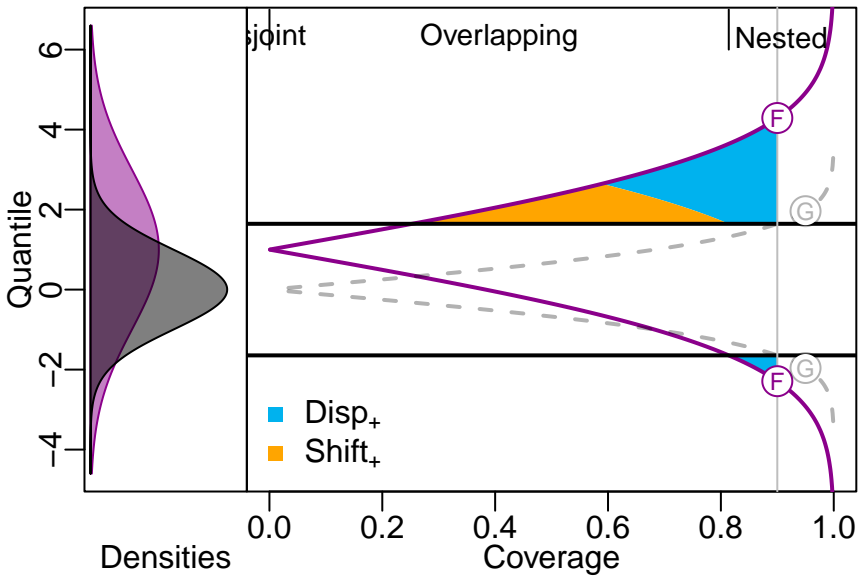 sjoint Overlapping Nested
Quantile
6
4
2
0
−2
−4
F
G
G
F
Disp+
Shift+
0.0 0.2 0.4 0.6 0.8 1.0
Densities Coverage